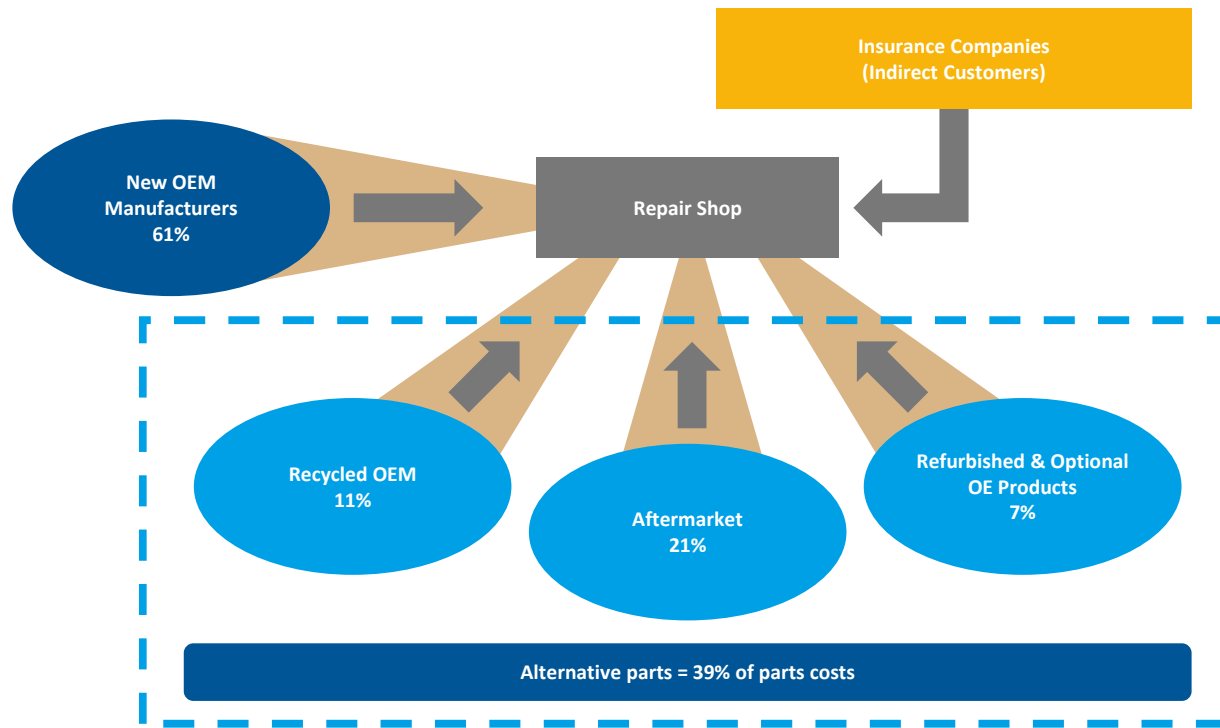 Insurance Companies
(Indirect Customers)
New OEM
Manufacturers
61%
Repair Shop
Recycled OEM
11%
Aftermarket
21%
Refurbished & Optional
OE Products
7%
Alternative parts = 39% of parts costs